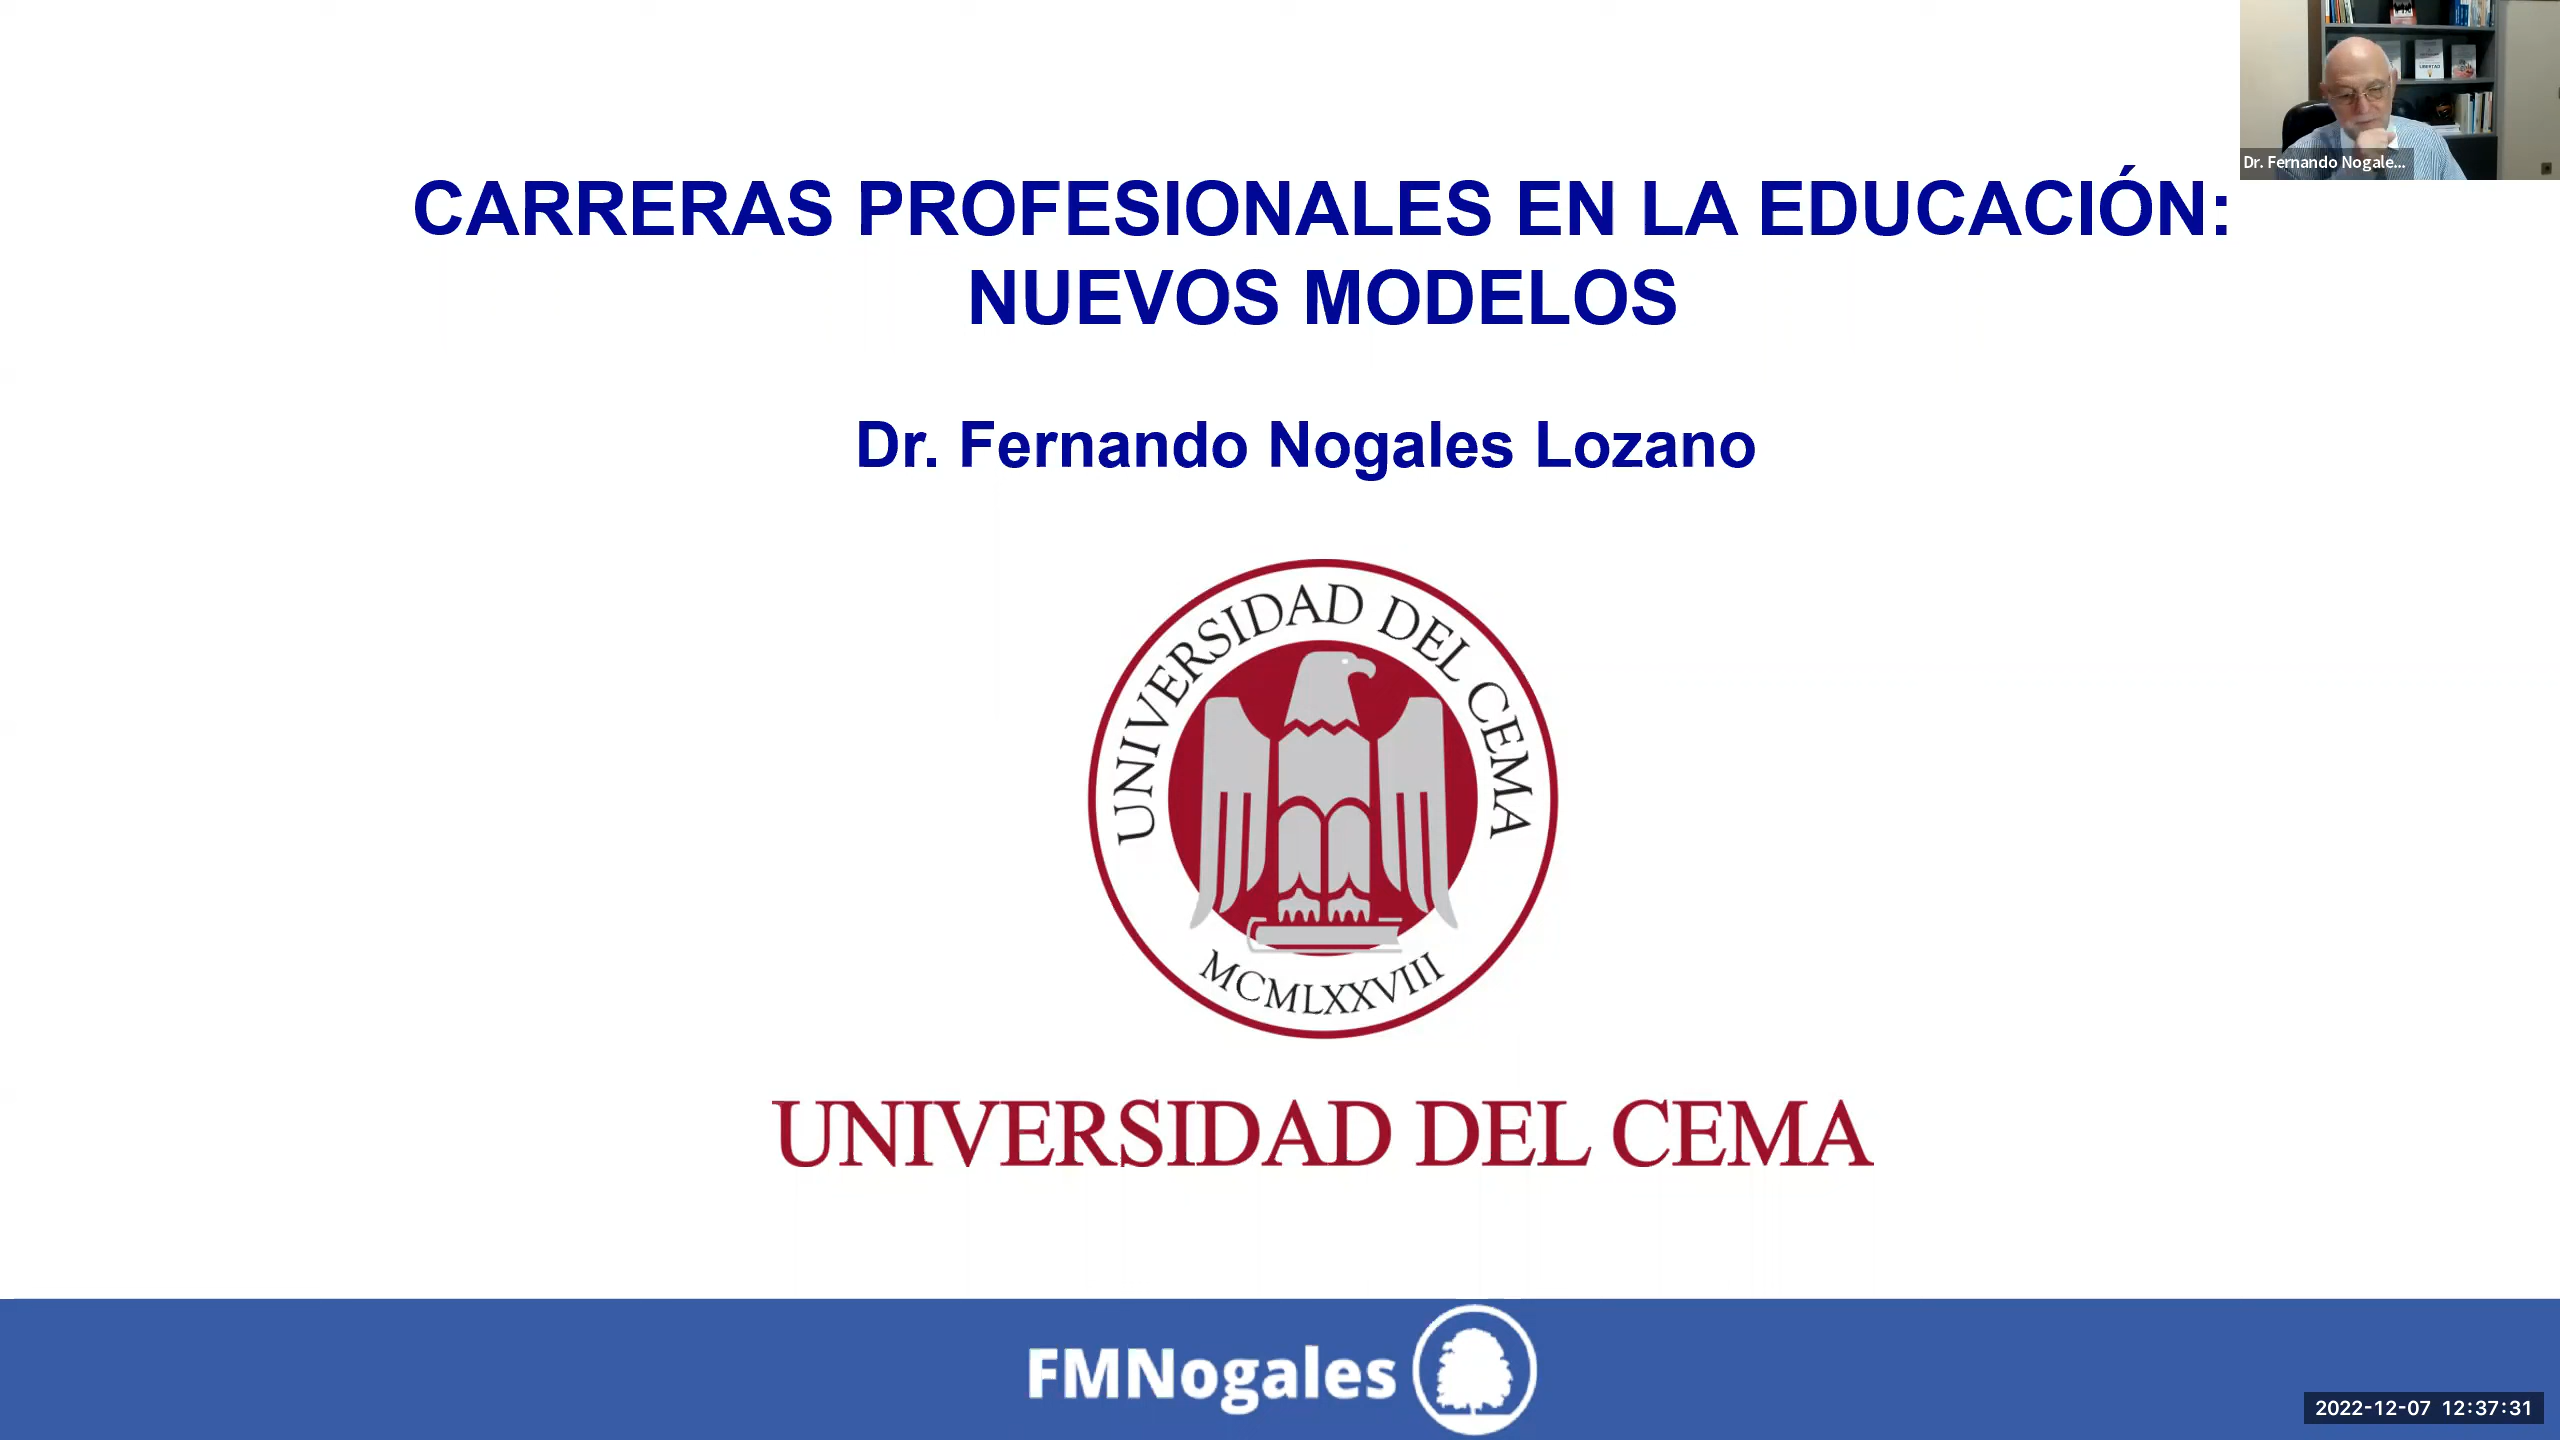 CARRERAS PROFESIONALES EN LA EDUCACIÓN:
NUEVOS MODELOS
Dr. Fernando Nogales Lozano
UNIVERSIDAD DEL CEMA
MCMLXXVIII
UNIVERSIDAD DEL CEMA
FMNogales
Dr. Fernando Nogale...
LIBERTAD
2022-12-07 12:37:31